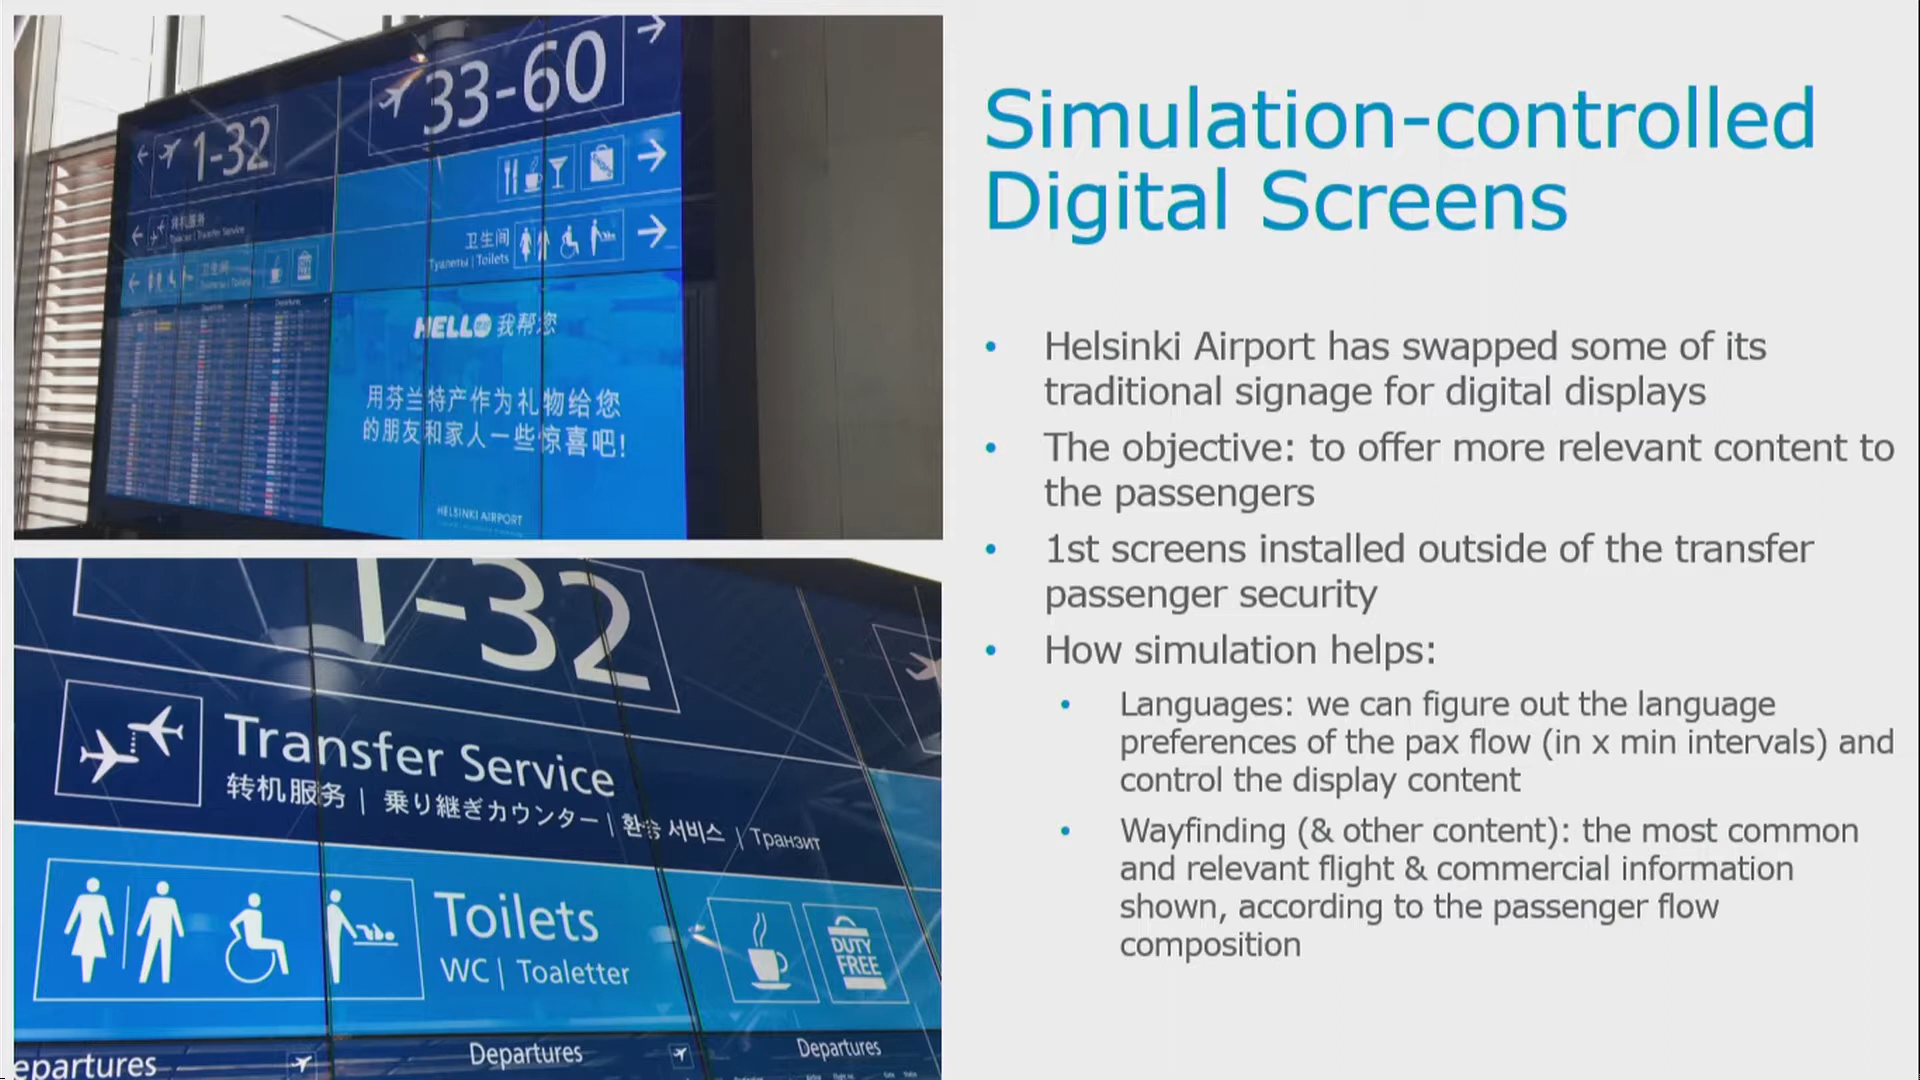 1-32
33-60
转机服务
Transfer Service
卫生间
卫生间
Туалеты | Toilets
Departures
HELLO 我帮您
用芬兰特产作为礼物给您
的朋友和家人一些惊喜吧!
HELSINKI AIRPORT
1-32
Transfer Service
转机服务 | 乗り継ぎカウンター | 환승 서비스 | Транзит
Toilets
WC | Toaletter
DUTY
FREE
epartures
Departures
Departures
Simulation-controlled
Digital Screens
• Helsinki Airport has swapped some of its
traditional signage for digital displays
• The objective: to offer more relevant content to
the passengers
• 1st screens installed outside of the transfer
passenger security
• How simulation helps:
• Languages: we can figure out the language
preferences of the pax flow (in x min intervals) and
control the display content
• Wayfinding (& other content): the most common
and relevant flight & commercial information
shown, according to the passenger flow
composition